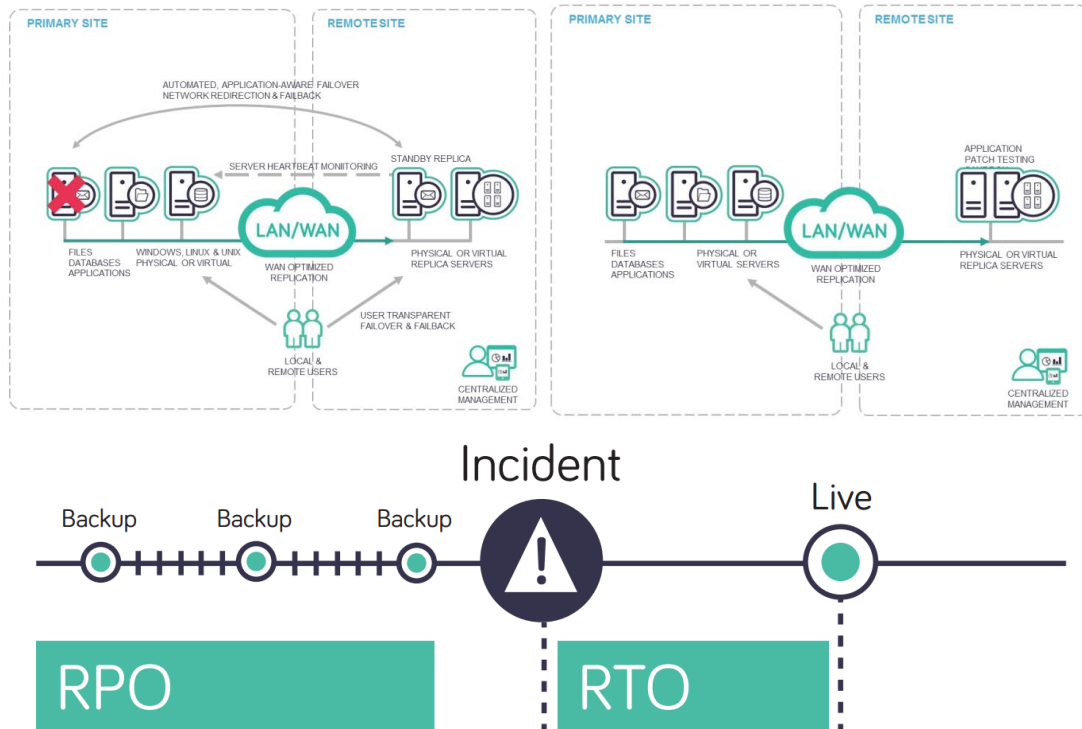 PRIMARY SITE
REMOTE SITE
AUTOMATED, APPLICATION-AWARE FAILOVER
NETWORK REDIRECTION & FAILBACK
SERVER HEARTBEAT MONITORING
STANDBY REPLICA
LAN/WAN
FILES
DATABASES
APPLICATIONS
WINDOWS, LINUX & UNIX
PHYSICAL OR VIRTUAL
WAN OPTIMIZED
REPLICATION
PHYSICAL OR VIRTUAL
REPLICA SERVERS
USER TRANSPARENT
FAILOVER & FAILBACK
LOCAL &
REMOTE USERS
CENTRALIZED
MANAGEMENT
PRIMARY SITE
REMOTE SITE
APPLICATION
PATCH TESTING
LAN/WAN
FILES
DATABASES
APPLICATIONS
PHYSICAL OR
VIRTUAL SERVERS
WAN OPTIMIZED
REPLICATION
PHYSICAL OR VIRTUAL
REPLICA SERVERS
LOCAL &
REMOTE USERS
CENTRALIZED
MANAGEMENT
Incident
Backup
Backup
Backup
Live
RPO
RTO